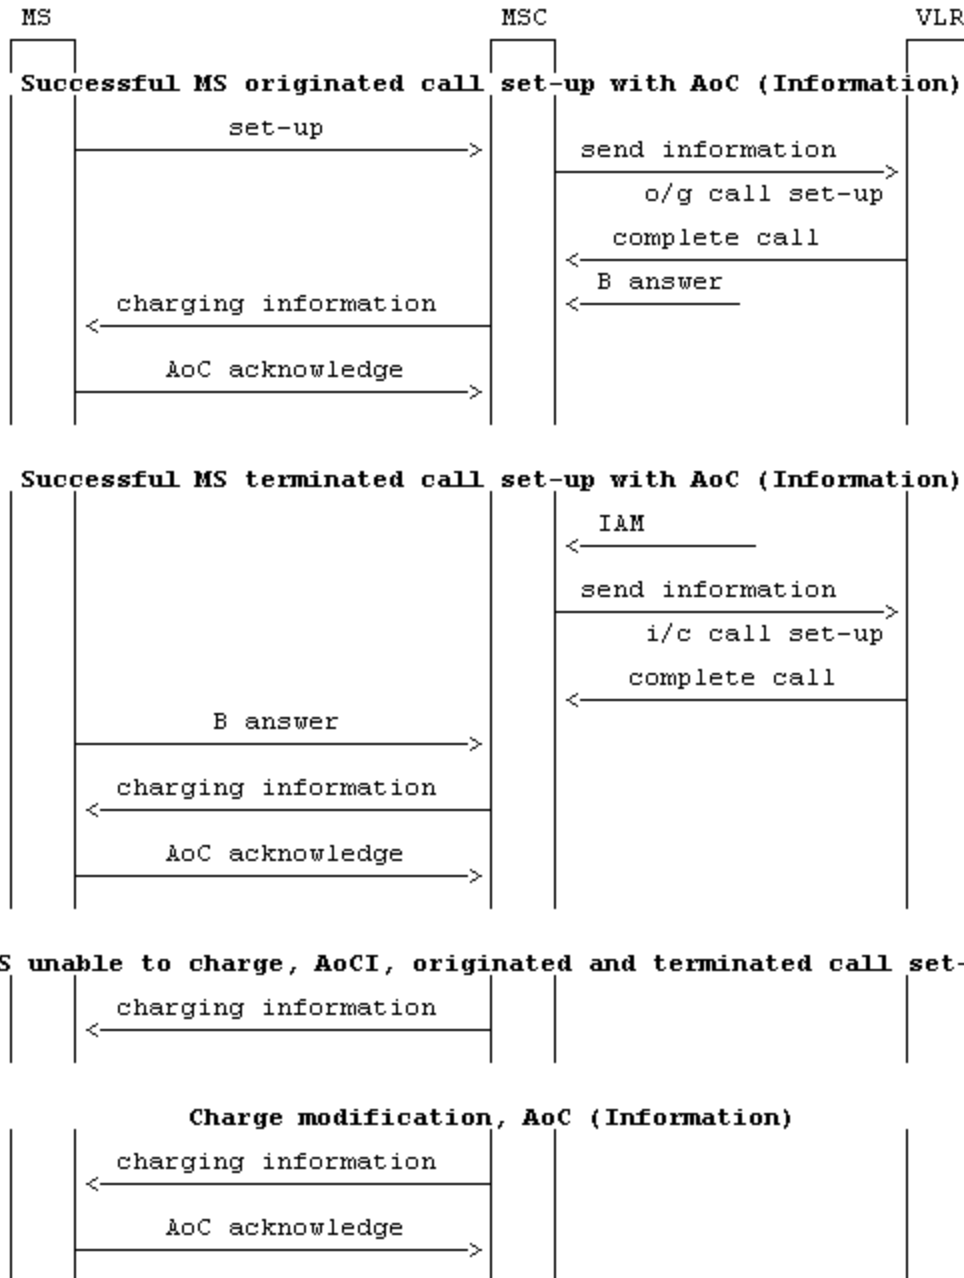 MS MSC VLR
Successful MS originated call set-up with AoC (Information)
set-up
send information
o/g call set-up
complete call
B answer
charging information
AoC acknowledge
Successful MS terminated call set-up with AoC (Information)
IAM
send information
i/c call set-up
complete call
B answer
charging information
AoC acknowledge
S unable to charge, AoCI, originated and terminated call set-
charging information
Charge modification, AoC (Information)
charging information
AoC acknowledge